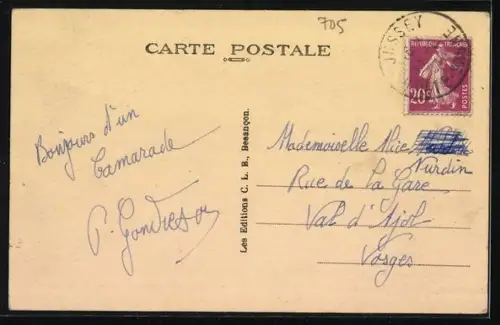 705
JUSSEY
CARTE POSTALE
REPUBLIQUE FRANÇAISE
20c
POSTES
Bonjours d'un
Camarade
Les Editions C. L. B., Besançon.
Mademoiselle Alice
Nurdin
Rue de La Gare
Val d'Ajol
Vosges